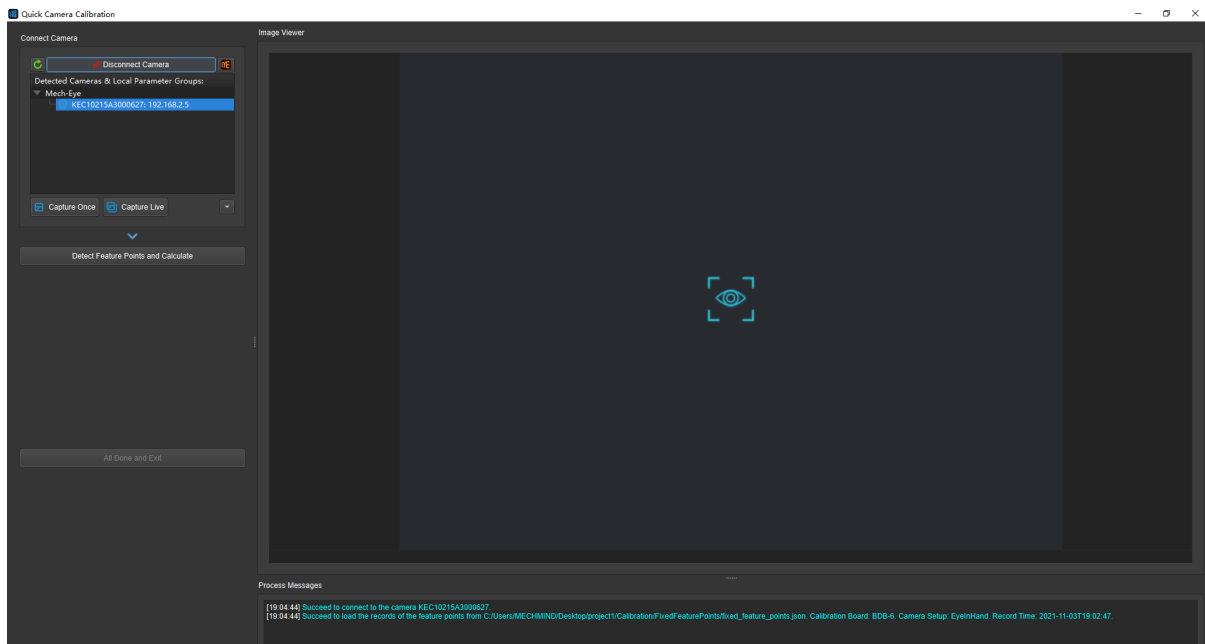 Quick Camera Calibration
Connect Camera
Disconnect Camera
Detected Cameras & Local Parameter Groups:
Mech-Eye
KEC10215A3000627: 192.168.2.5
Capture Once
Capture Live
Detect Feature Points and Calculate
All Done and Exit
Image Viewer
Process Messages
[19:04:44] Succeed to connect to the camera KEC10215A3000627.
[19:04:44] Succeed to load the records of the feature points from C:/Users/MECHMIND/Desktop/project1/Calibration/FixedFeaturePoints/fixed_feature_points.json. Calibration Board: BDB-6. Camera Setup: EyeInHand. Record Time: 2021-11-03T19:02:47.